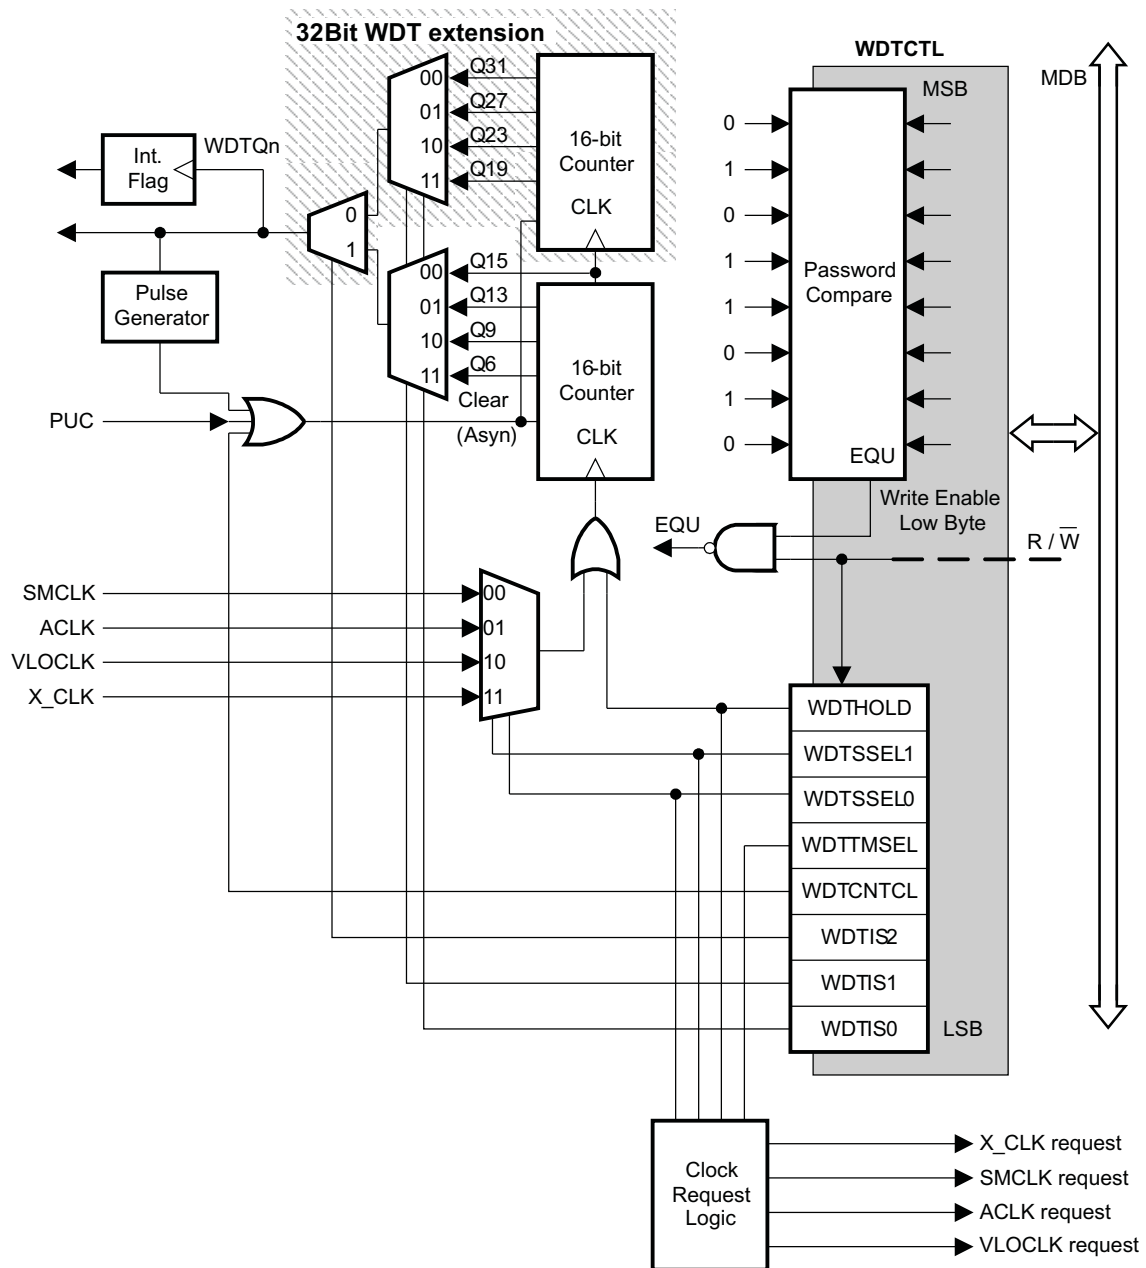 32Bit WDT extension
WDTCTL
MDB
MSB
00
01
10
11
Q31
Q27
Q23
Q19
16-bit
Counter
CLK
Int.
Flag
WDTQn
0
1
Pulse
Generator
00
01
10
11
Q15
Q13
Q9
Q6
16-bit
Counter
CLK
Clear
(Asyn)
PUC
0
1
0
1
1
0
1
0
Password
Compare
EQU
Write Enable
Low Byte
EQU
R / W̅
SMCLK
ACLK
VLOCLK
X_CLK
00
01
10
11
WDTHOLD
WDTSSEL1
WDTSSEL0
WDTTMSEL
WDTCNTCL
WDTIS2
WDTIS1
WDTIS0
LSB
Clock
Request
Logic
X_CLK request
SMCLK request
ACLK request
VLOCLK request